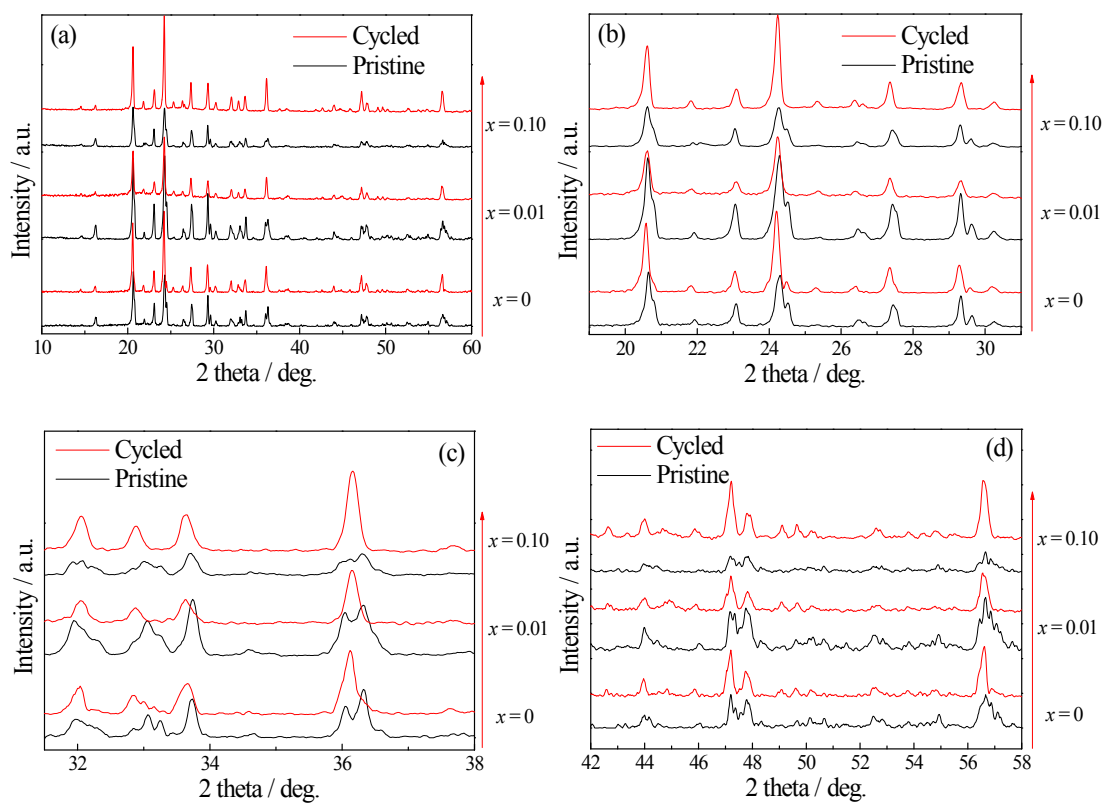 (a)
Cycled
Pristine
Intensity / a.u.
x = 0.10
x = 0.01
x = 0
10 20 30 40 50 60
2 theta / deg.
(b)
Cycled
Pristine
Intensity / a.u.
x = 0.10
x = 0.01
x = 0
20 22 24 26 28 30
2 theta / deg.
(c)
Cycled
Pristine
Intensity / a.u.
x = 0.10
x = 0.01
x = 0
32 34 36 38
2 theta / deg.
(d)
Cycled
Pristine
Intensity / a.u.
x = 0.10
x = 0.01
x = 0
42 44 46 48 50 52 54 56 58
2 theta / deg.